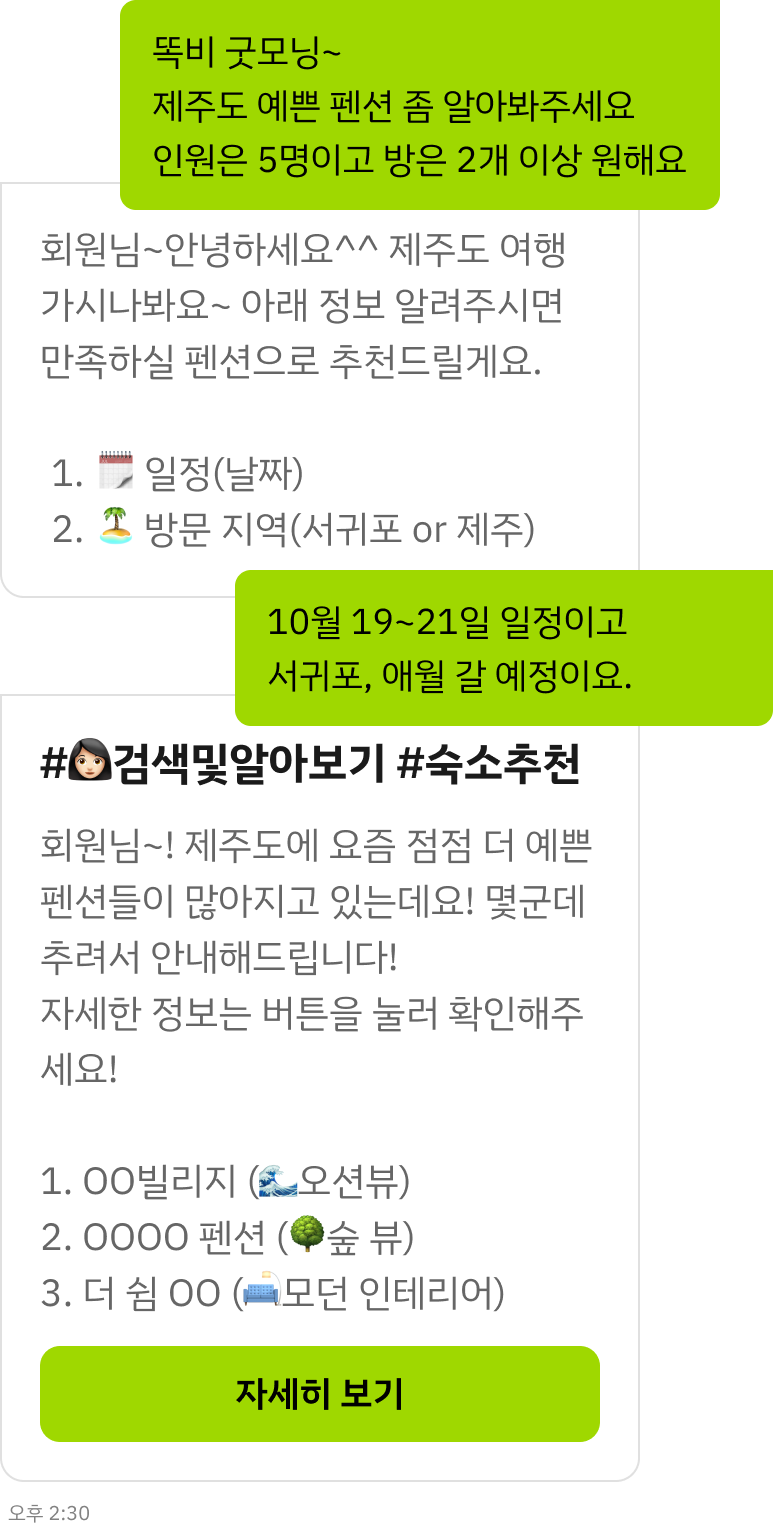 똑비 굿모닝~
제주도 예쁜 펜션 좀 알아봐주세요
인원은 5명이고 방은 2개 이상 원해요
회원님~안녕하세요^^ 제주도 여행
가시나봐요~ 아래 정보 알려주시면
만족하실 펜션으로 추천드릴게요.
1. 🗓️ 일정(날짜)
2. 🏝️ 방문 지역(서귀포 or 제주)
10월 19~21일 일정이고
서귀포, 애월 갈 예정이요.
#👩🏻검색및알아보기 #숙소추천
회원님~! 제주도에 요즘 점점 더 예쁜
펜션들이 많아지고 있는데요! 몇군데
추려서 안내해드립니다!
자세한 정보는 버튼을 눌러 확인해주
세요!
1. OO빌리지 (🌊오션뷰)
2. OOOO 펜션 (🌳숲 뷰)
3. 더 쉼 OO (🛋️모던 인테리어)
자세히 보기
오후 2:30